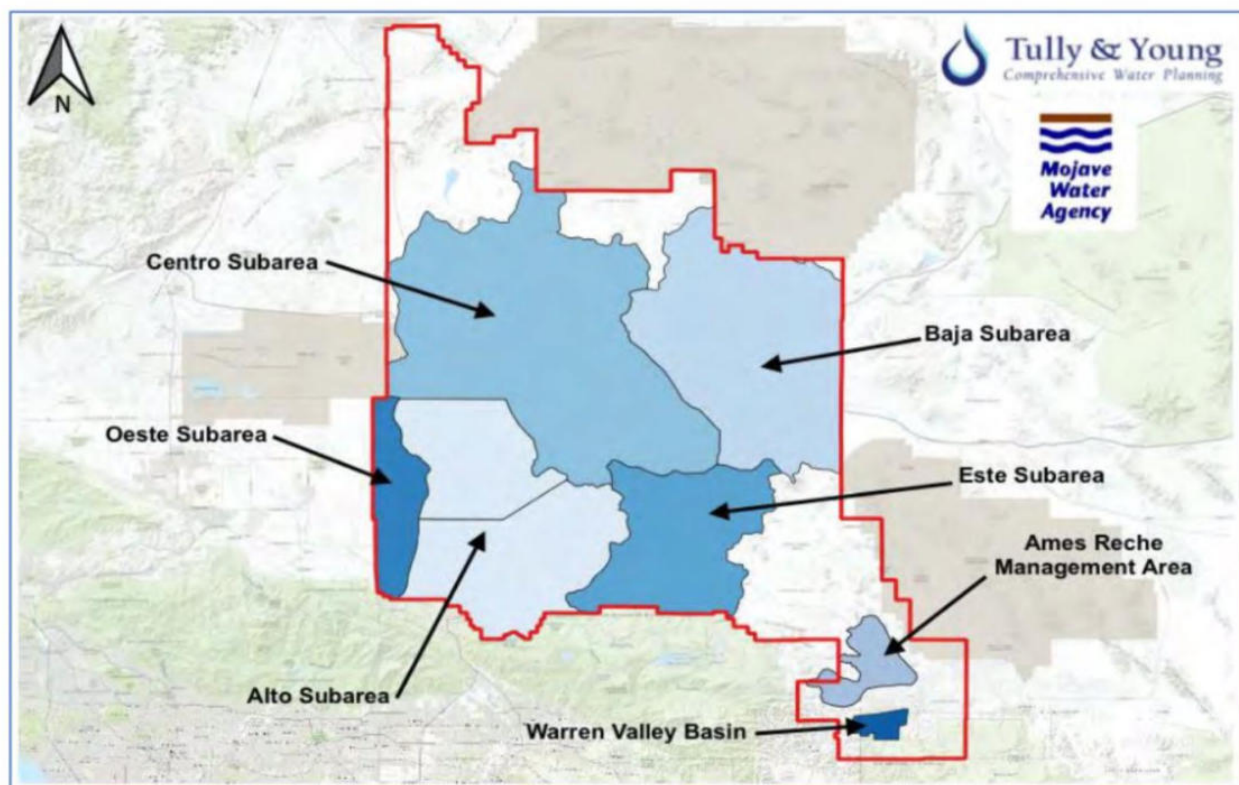 N
Tully & Young
Comprehensive Water Planning
Mojave
Water
Agency
Centro Subarea
Baja Subarea
Oeste Subarea
Este Subarea
Ames Reche
Management Area
Alto Subarea
Warren Valley Basin